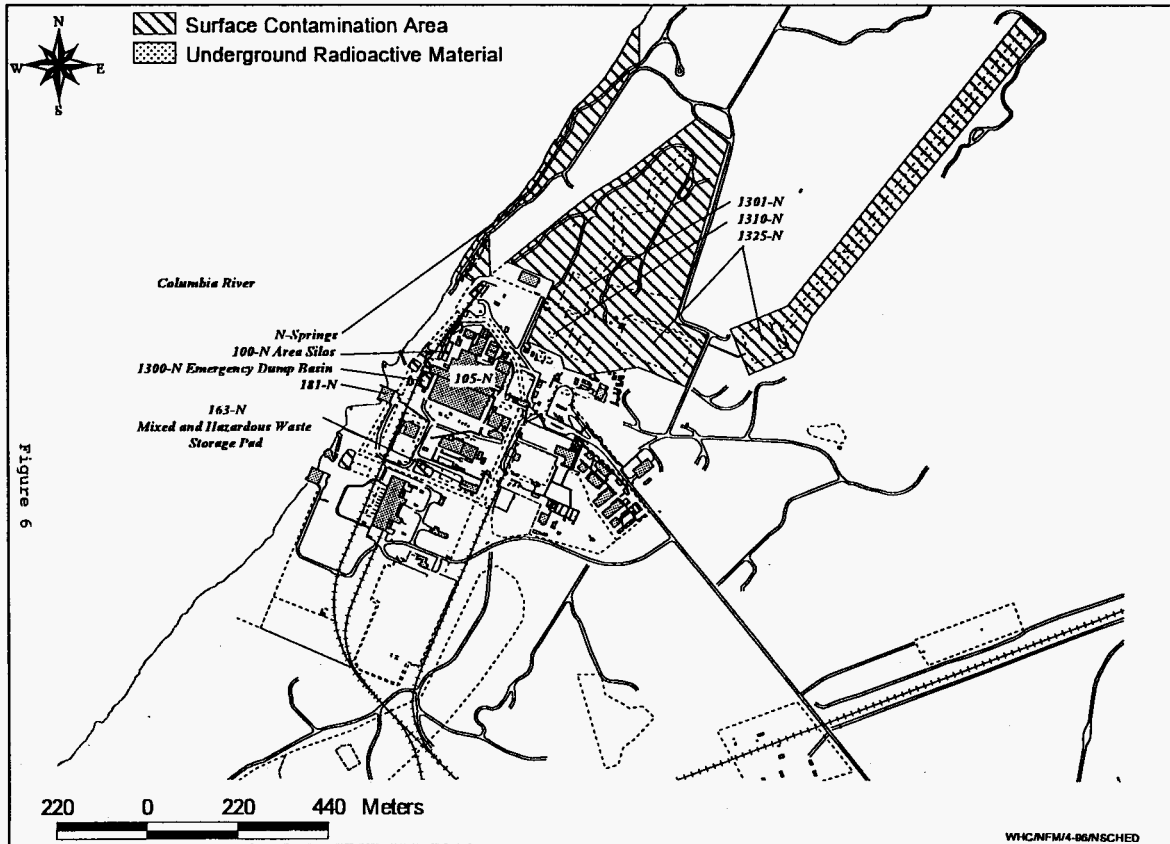 N
W E
S
Surface Contamination Area
Underground Radioactive Material
1301-N
1310-N
1325-N
Columbia River
N-Springs
100-N Area Silos
1300-N Emergency Dump Basin
181-N
105-N
163-N
Mixed and Hazardous Waste
Storage Pad
Figure 6
220 0 220 440 Meters
WHC/NFM/4-96/NSCHED